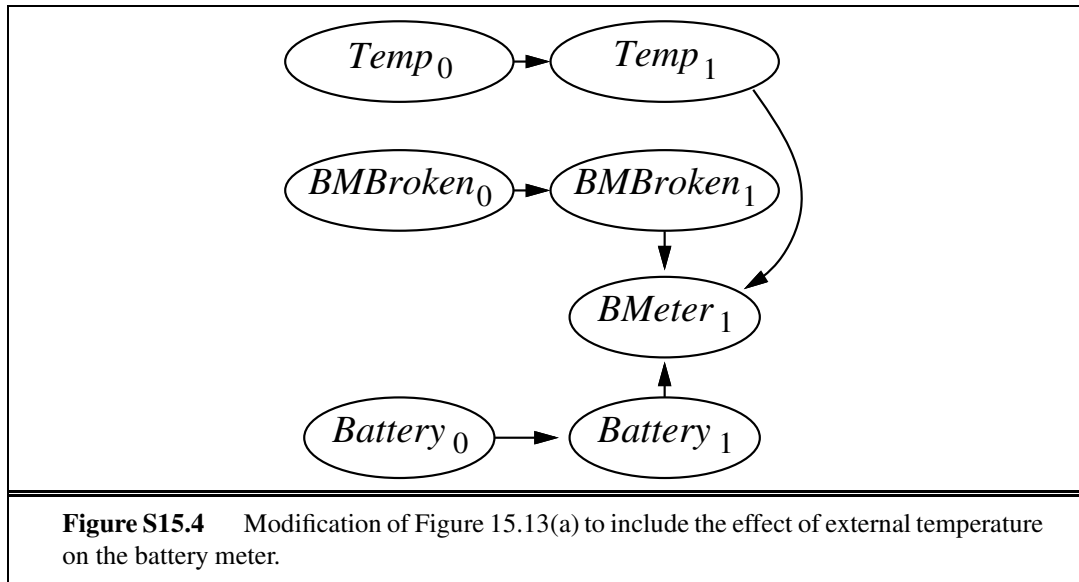 Temp0 Temp1
BMBroken0 BMBroken1
BMeter1
Battery0 Battery1
Figure S15.4 Modification of Figure 15.13(a) to include the effect of external temperature
on the battery meter.